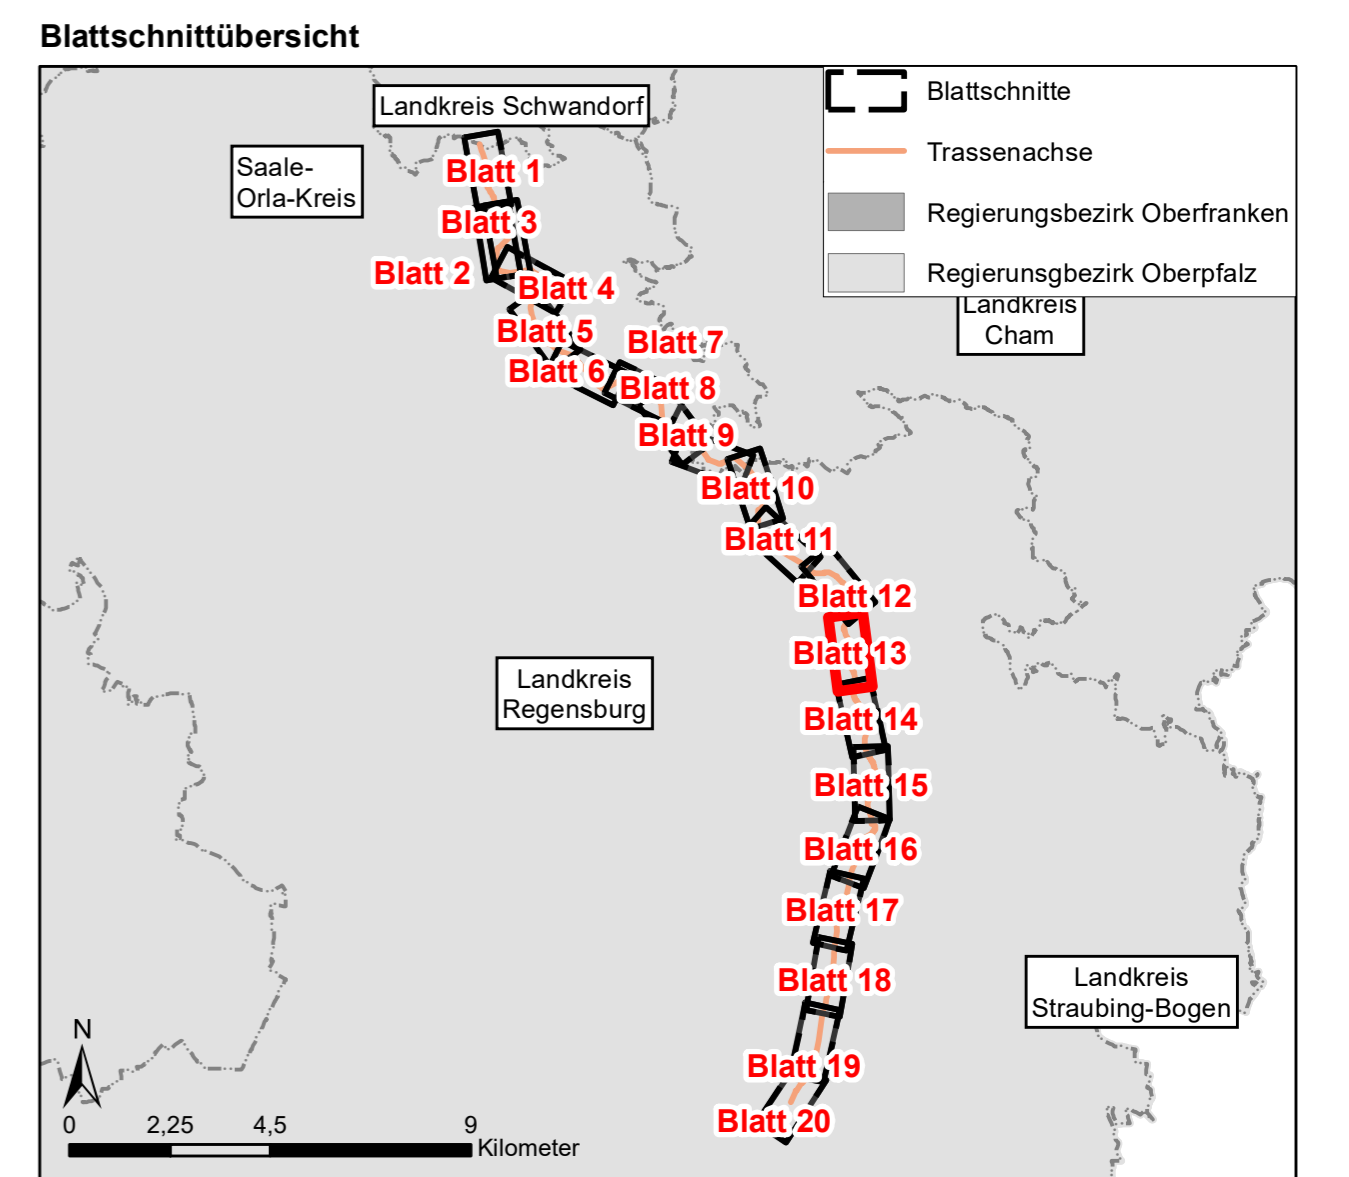 Blattschnittübersicht
Landkreis Schwandorf
Saale-
Orla-Kreis
Blattschnitte
Trassenachse
Regierungsbezirk Oberfranken
Regierunsgbezirk Oberpfalz
Landkreis
Cham
Blatt 1
Blatt 3
Blatt 2
Blatt 4
Blatt 5
Blatt 7
Blatt 6
Blatt 8
Blatt 9
Blatt 10
Blatt 11
Blatt 12
Blatt 13
Landkreis
Regensburg
Blatt 14
Blatt 15
Blatt 16
Blatt 17
Blatt 18
Landkreis
Straubing-Bogen
Blatt 19
Blatt 20
N
0 2,25 4,5 9
Kilometer